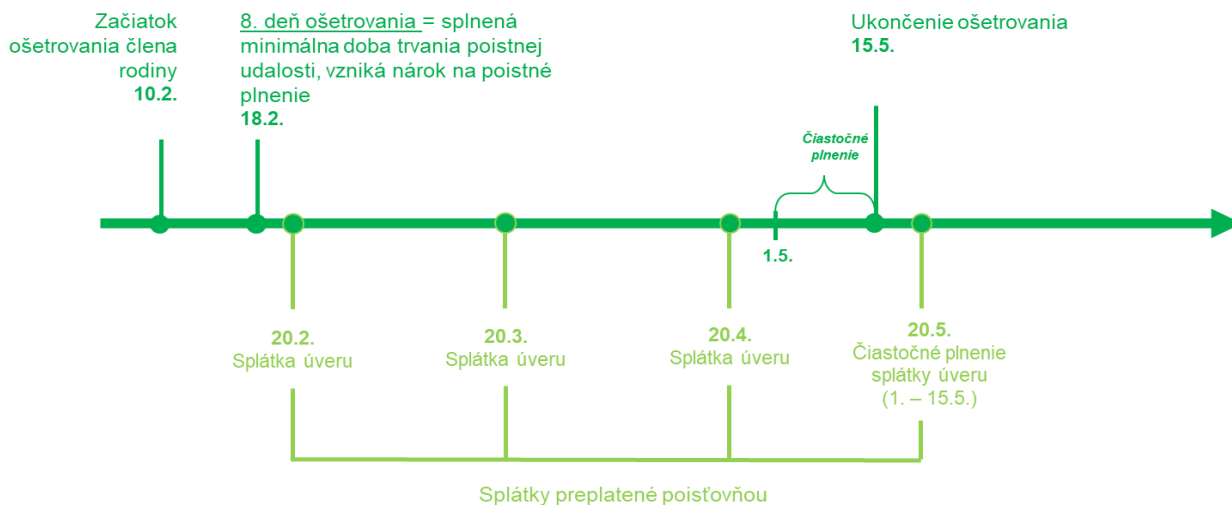 Začiatok
ošetrovania člena
rodiny
10.2.
8. deň ošetrovania = splnená
minimálna doba trvania poistnej
udalosti, vzniká nárok na poistné
plnenie
18.2.
Ukončenie ošetrovania
15.5.
Čiastočné
plnenie
1.5.
20.2.
Splátka úveru
20.3.
Splátka úveru
20.4.
Splátka úveru
20.5.
Čiastočné plnenie
splátky úveru
(1. – 15.5.)
Splátky preplatené poisťovňou